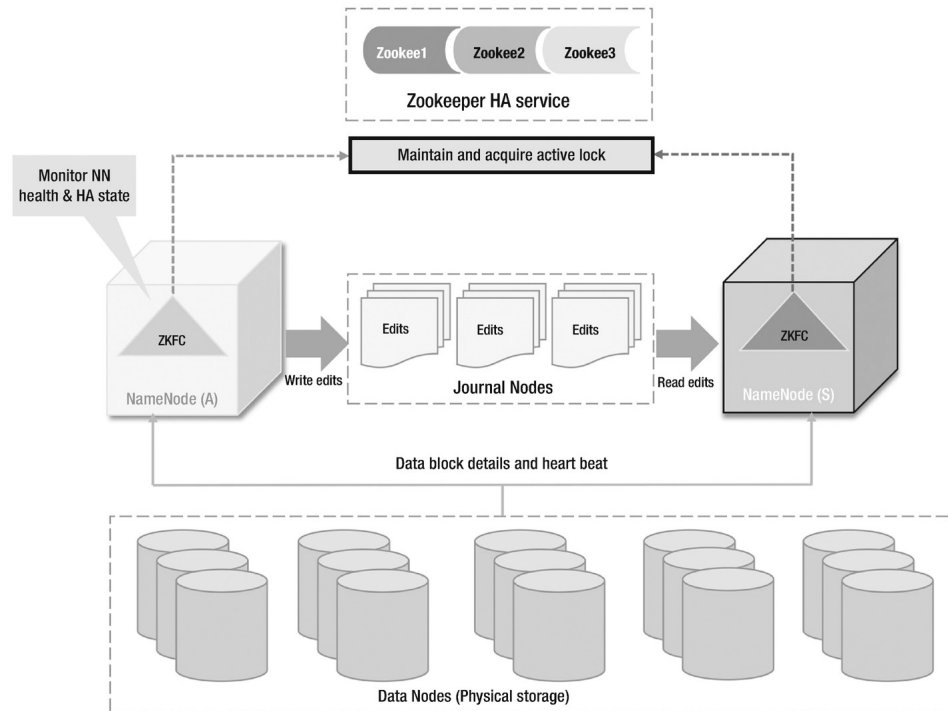 Zookee1
Zookee2
Zookee3
Zookeeper HA service
Maintain and acquire active lock
Monitor NN
health & HA state
ZKFC
NameNode (A)
Write edits
Edits
Edits
Edits
Journal Nodes
Read edits
ZKFC
NameNode (S)
Data block details and heart beat
Data Nodes (Physical storage)